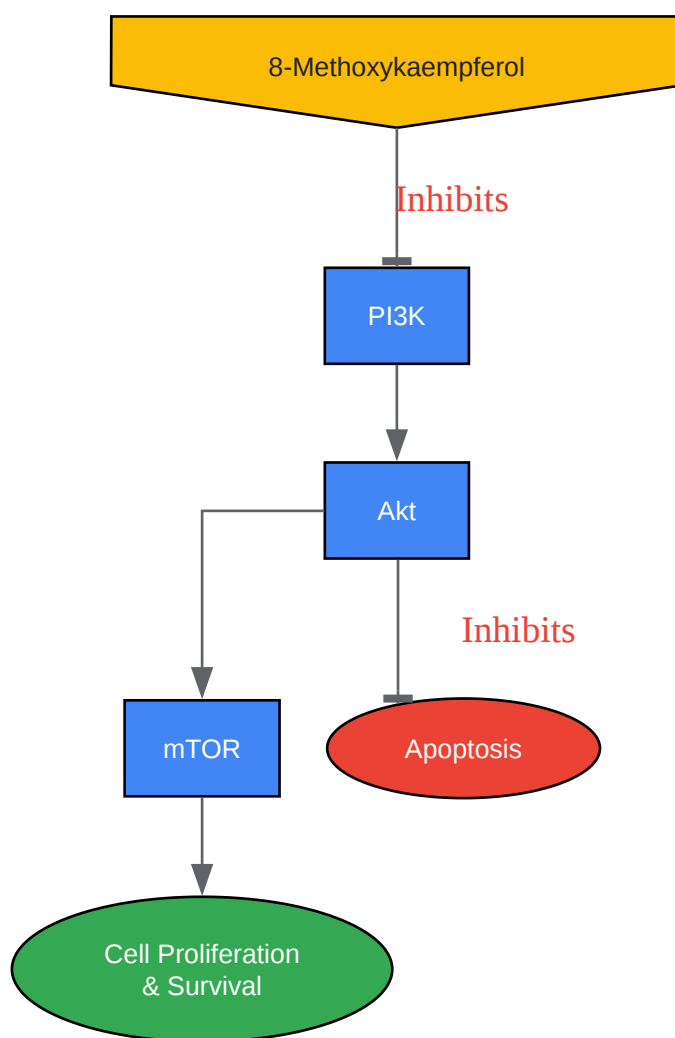 8-Methoxykaempferol
Inhibits
PI3K
Akt
Inhibits
mTOR
Apoptosis
Cell Proliferation
& Survival